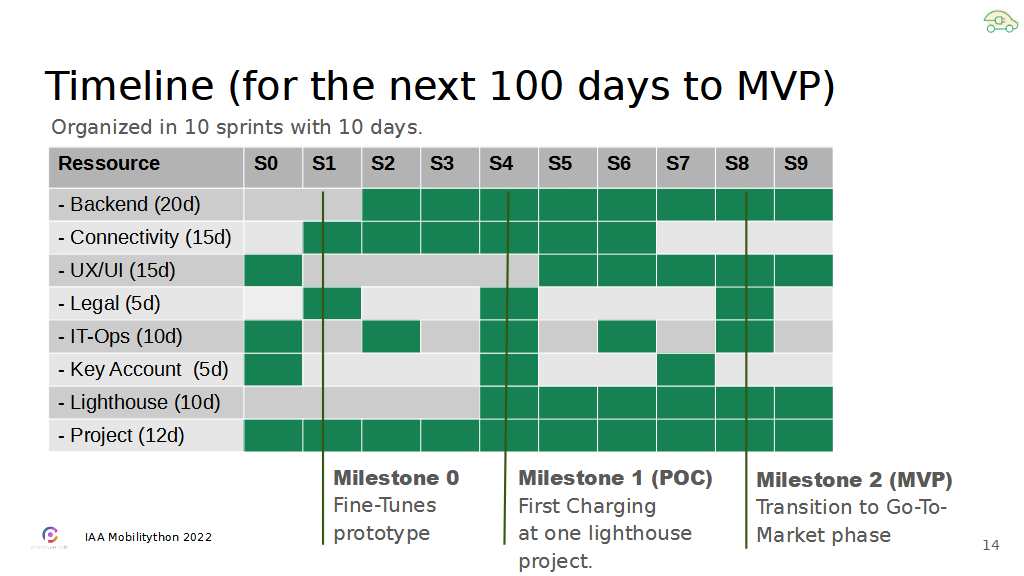 Timeline (for the next 100 days to MVP)
Organized in 10 sprints with 10 days.
Ressource S0 S1 S2 S3 S4 S5 S6 S7 S8 S9
- Backend (20d)
- Connectivity (15d)
- UX/UI (15d)
- Legal (5d)
- IT-Ops (10d)
- Key Account  (5d)
- Lighthouse (10d)
- Project (12d)
Milestone 0
Fine-Tunes
prototype
Milestone 1 (POC)
First Charging
at one lighthouse
project.
Milestone 2 (MVP)
Transition to Go-To-
Market phase
IAA Mobilitython 2022
14